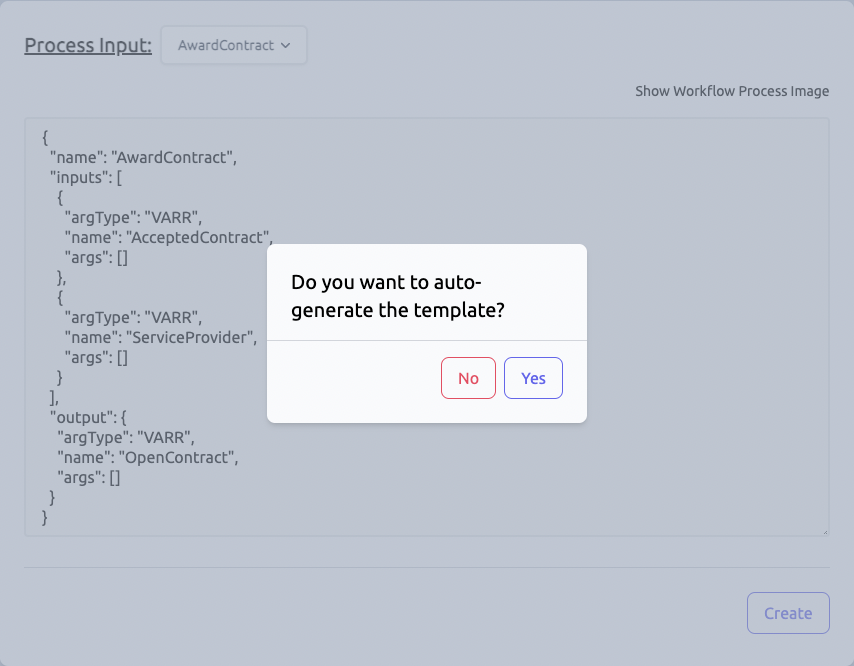 Process Input: AwardContract
Show Workflow Process Image
{
"name": "AwardContract",
"inputs": [
{
"argType": "VARR",
"name": "AcceptedContract",
"args": []
},
{
"argType": "VARR",
"name": "ServiceProvider",
"args": []
}
],
"output": {
"argType": "VARR",
"name": "OpenContract",
"args": []
}
}
Do you want to auto-
generate the template?
No Yes
Create